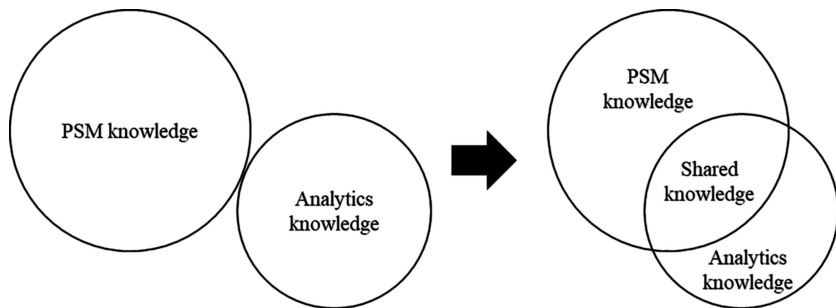 PSM knowledge
Analytics
knowledge
PSM
knowledge
Shared
knowledge
Analytics
knowledge